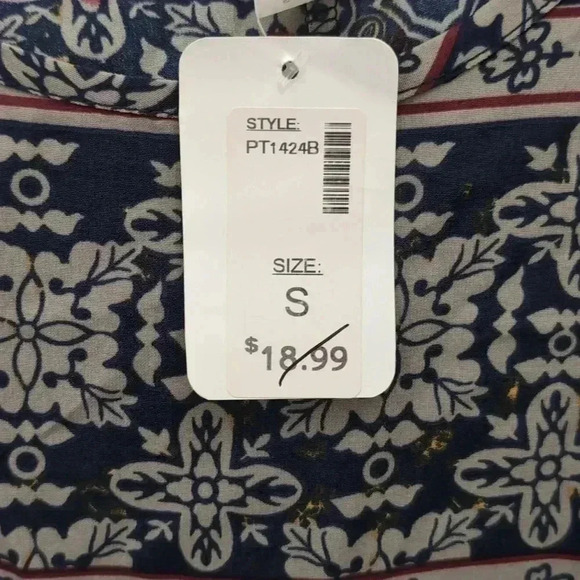 STYLE:
PT1424B
SIZE:
S
$18.99